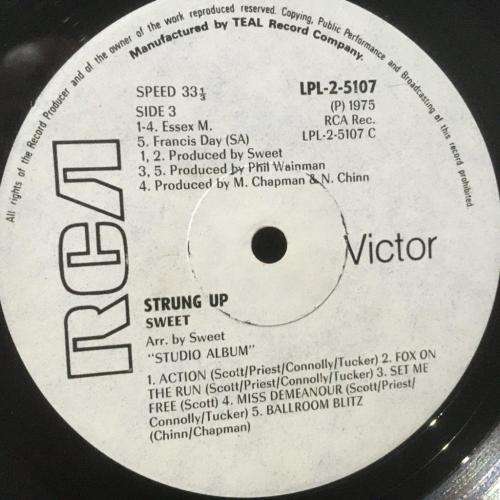 All rights of the Record Producer and of the owner of the work reproduced reserved. Copying, Public Performance and Broadcasting of this record prohibited.
Manufactured by TEAL Record Company.
SPEED 33⅓
SIDE 3
1-4. Essex M.
5. Francis Day (SA)
1, 2. Produced by Sweet
3, 5. Produced by Phil Wainman
4. Produced by M. Chapman & N. Chinn
LPL-2-5107
(P) 1975
RCA Rec.
LPL-2-5107 C
RCA
Victor
STRUNG UP
SWEET
Arr. by Sweet
"STUDIO ALBUM"
1. ACTION (Scott/Priest/Connolly/Tucker) 2. FOX ON
THE RUN (Scott/Priest/Connolly/Tucker) 3. SET ME
FREE (Scott) 4. MISS DEMEANOUR (Scott/Priest/
Connolly/Tucker) 5. BALLROOM BLITZ
(Chinn/Chapman)